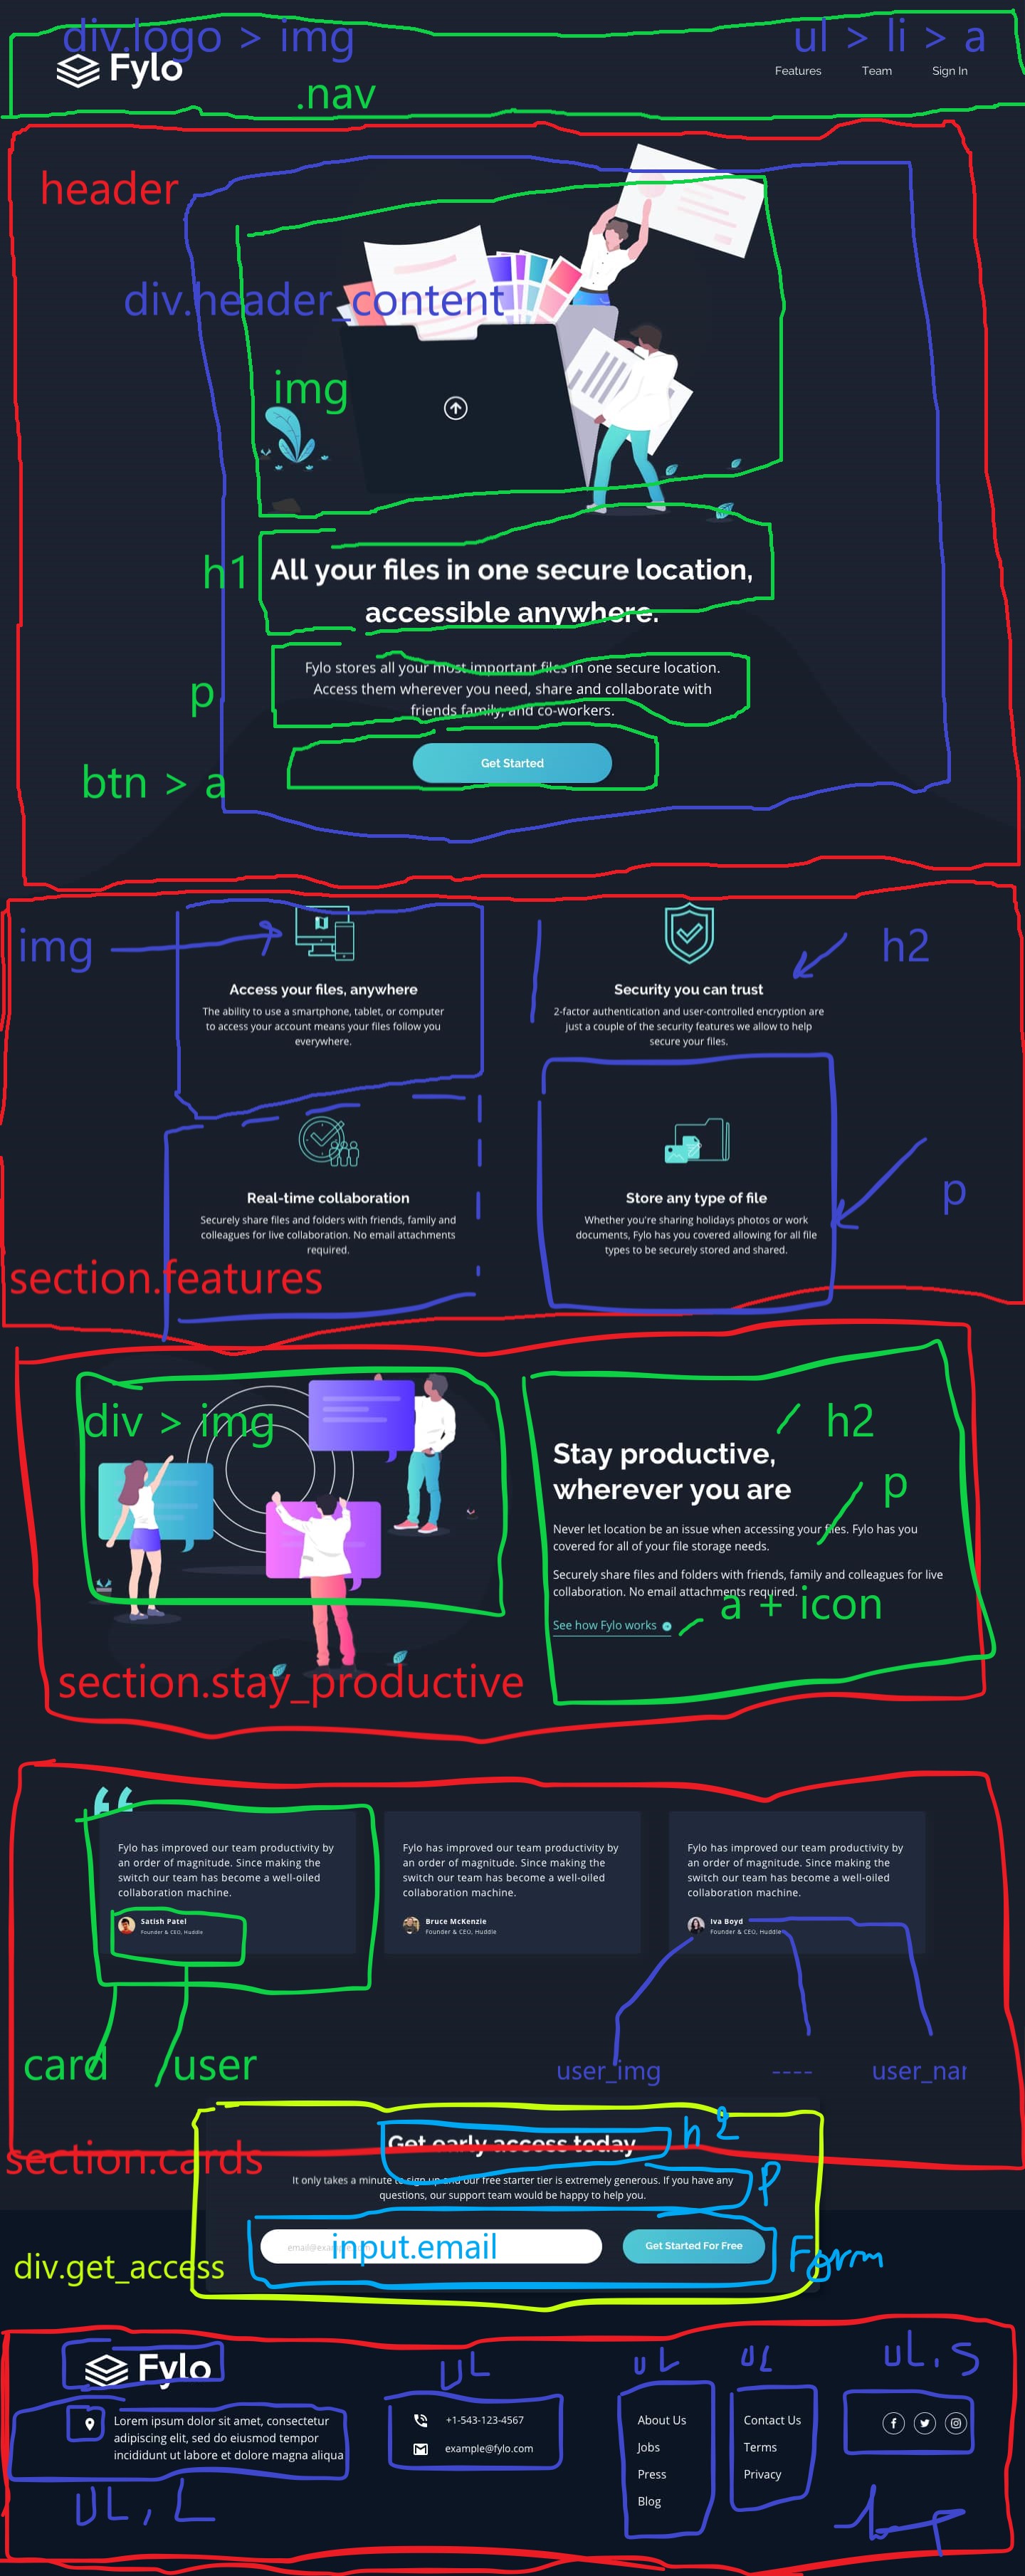 div.logo > img
ul > li > a
Fylo
Features Team Sign In
.nav
header
div.header_content
img
h1
All your files in one secure location,
accessible anywhere.
p
Fylo stores all your most important files in one secure location.
Access them wherever you need, share and collaborate with
friends family, and co-workers.
btn > a
Get Started
img
h2
Access your files, anywhere
The ability to use a smartphone, tablet, or computer
to access your account means your files follow you
everywhere.
Security you can trust
2-factor authentication and user-controlled encryption are
just a couple of the security features we allow to help
secure your files.
p
Real-time collaboration
Securely share files and folders with friends, family and
colleagues for live collaboration. No email attachments
required.
Store any type of file
Whether you're sharing holidays photos or work
documents, Fylo has you covered allowing for all file
types to be securely stored and shared.
section.features
div > img
h2
Stay productive,
wherever you are
p
Never let location be an issue when accessing your files. Fylo has you
covered for all of your file storage needs.
Securely share files and folders with friends, family and colleagues for live
collaboration. No email attachments required.
a + icon
See how Fylo works
section.stay_productive
“
Fylo has improved our team productivity by
an order of magnitude. Since making the
switch our team has become a well-oiled
collaboration machine.
Satish Patel
Founder & CEO, Huddle
Fylo has improved our team productivity by
an order of magnitude. Since making the
switch our team has become a well-oiled
collaboration machine.
Bruce McKenzie
Founder & CEO, Huddle
Fylo has improved our team productivity by
an order of magnitude. Since making the
switch our team has become a well-oiled
collaboration machine.
Iva Boyd
Founder & CEO, Huddle
card
user
user_img
----
user_nar
section.cards
Get early access today
h2
It only takes a minute to sign up and our free starter tier is extremely generous. If you have any
questions, our support team would be happy to help you.
p
div.get_access
input.email
Get Started For Free
Form
Fylo
Lorem ipsum dolor sit amet, consectetur
adipiscing elit, sed do eiusmod tempor
incididunt ut labore et dolore magna aliqua
UL, L
UL
+1-543-123-4567
example@fylo.com
UL
About Us
Jobs
Press
Blog
UL
Contact Us
Terms
Privacy
UL, S